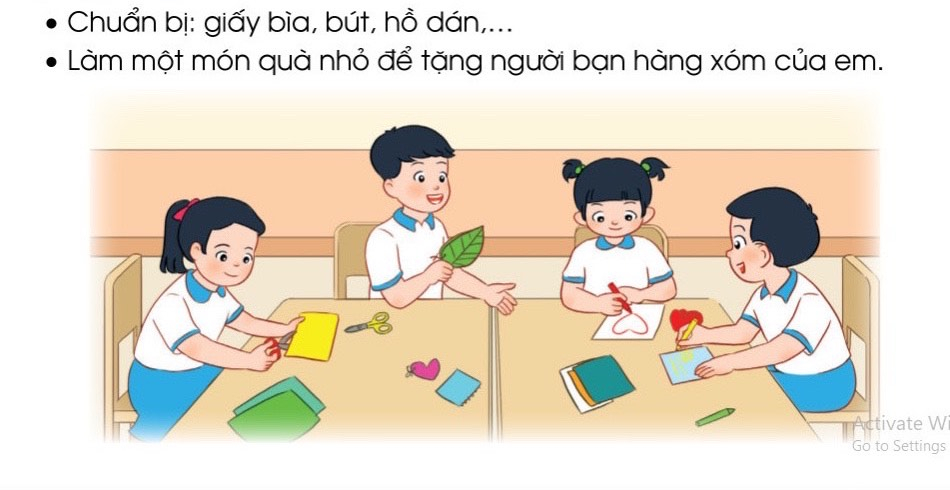 • Chuẩn bị: giấy bìa, bút, hồ dán,...
• Làm một món quà nhỏ để tặng người bạn hàng xóm của em.
Activate Wi
Go to Settings